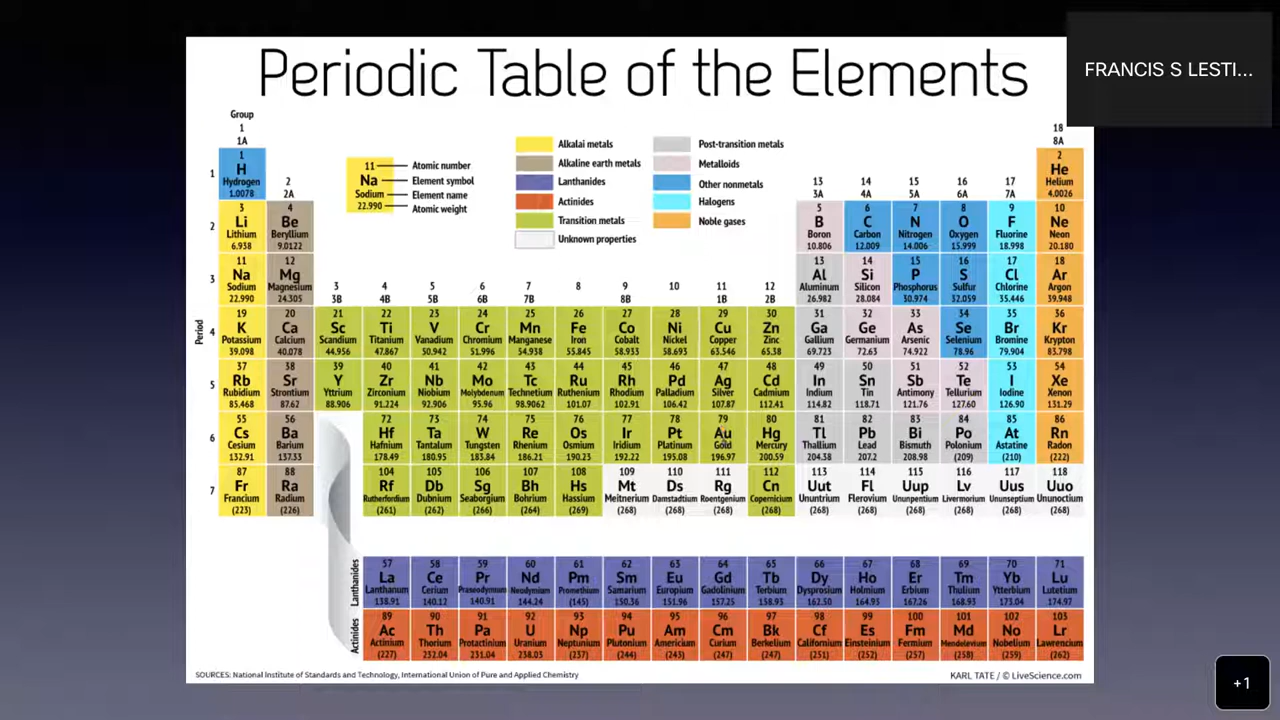 Periodic Table of the Elements
FRANCIS S LESTI...
Group
1 18
1A 8A
Alkalai metals Post-transition metals
Alkaline earth metals Metalloids
Lanthanides Other nonmetals
Actinides Halogens
Transition metals Noble gases
Unknown properties
11 Atomic number
Na Element symbol
Sodium Element name
22.990 Atomic weight
1 2
1 H He
Hydrogen Helium
1.0078 4.0026
2 13 14 15 16 17
2A 3A 4A 5A 6A 7A
3 4 5 6 7 8 9 10
2 Li Be B C N O F Ne
Lithium Beryllium Boron Carbon Nitrogen Oxygen Fluorine Neon
6.938 9.0122 10.806 12.009 14.006 15.999 18.998 20.180
11 12 13 14 15 16 17 18
3 Na Mg Al Si P S Cl Ar
Sodium Magnesium Aluminum Silicon Phosphorus Sulfur Chlorine Argon
22.990 24.305 26.982 28.084 30.974 32.059 35.446 39.948
3 4 5 6 7 8 9 10 11 12
3B 4B 5B 6B 7B 8B 1B 2B
Period
19 20 21 22 23 24 25 26 27 28 29 30 31 32 33 34 35 36
4 K Ca Sc Ti V Cr Mn Fe Co Ni Cu Zn Ga Ge As Se Br Kr
Potassium Calcium Scandium Titanium Vanadium Chromium Manganese Iron Cobalt Nickel Copper Zinc Gallium Germanium Arsenic Selenium Bromine Krypton
39.098 40.078 44.956 47.867 50.942 51.996 54.938 55.845 58.933 58.693 63.546 65.38 69.723 72.63 74.922 78.96 79.904 83.798
37 38 39 40 41 42 43 44 45 46 47 48 49 50 51 52 53 54
5 Rb Sr Y Zr Nb Mo Tc Ru Rh Pd Ag Cd In Sn Sb Te I Xe
Rubidium Strontium Yttrium Zirconium Niobium Molybdenum Technetium Ruthenium Rhodium Palladium Silver Cadmium Indium Tin Antimony Tellurium Iodine Xenon
85.468 87.62 88.906 91.224 92.906 95.96 98.9062 101.07 102.91 106.42 107.87 112.41 114.82 118.71 121.76 127.60 126.90 131.29
55 56 72 73 74 75 76 77 78 79 80 81 82 83 84 85 86
6 Cs Ba Hf Ta W Re Os Ir Pt Au Hg Tl Pb Bi Po At Rn
Cesium Barium Hafnium Tantalum Tungsten Rhenium Osmium Iridium Platinum Gold Mercury Thallium Lead Bismuth Polonium Astatine Radon
132.91 137.33 178.49 180.95 183.84 186.21 190.23 192.22 195.08 196.97 200.59 204.38 207.2 208.98 (209) (210) (222)
87 88 104 105 106 107 108 109 110 111 112 113 114 115 116 117 118
7 Fr Ra Rf Db Sg Bh Hs Mt Ds Rg Cn Uut Fl Uup Lv Uus Uuo
Francium Radium Rutherfordium Dubnium Seaborgium Bohrium Hassium Meitnerium Damstadtium Roentgenium Copernicium Ununtrium Flerovium Ununpentium Livermorium Ununseptium Ununoctium
(223) (226) (261) (262) (266) (264) (269) (268) (268) (268) (268) (268) (268) (268) (268) (268) (268)
Lanthanides
57 58 59 60 61 62 63 64 65 66 67 68 69 70 71
La Ce Pr Nd Pm Sm Eu Gd Tb Dy Ho Er Tm Yb Lu
Lanthanum Cerium Praseodymium Neodymium Promethium Samarium Europium Gadolinium Terbium Dysprosium Holmium Erbium Thulium Ytterbium Lutetium
138.91 140.12 140.91 144.24 (145) 150.36 151.96 157.25 158.93 162.50 164.93 167.26 168.93 173.04 174.97
Actinides
89 90 91 92 93 94 95 96 97 98 99 100 101 102 103
Ac Th Pa U Np Pu Am Cm Bk Cf Es Fm Md No Lr
Actinium Thorium Protactinium Uranium Neptunium Plutonium Americium Curium Berkelium Californium Einsteinium Fermium Mendelevium Nobelium Lawrencium
(227) 232.04 231.04 238.03 (237) (244) (243) (247) (247) (251) (252) (257) (258) (259) (262)
SOURCES: National Institute of Standards and Technology, International Union of Pure and Applied Chemistry KARL TATE / © LiveScience.com
+1